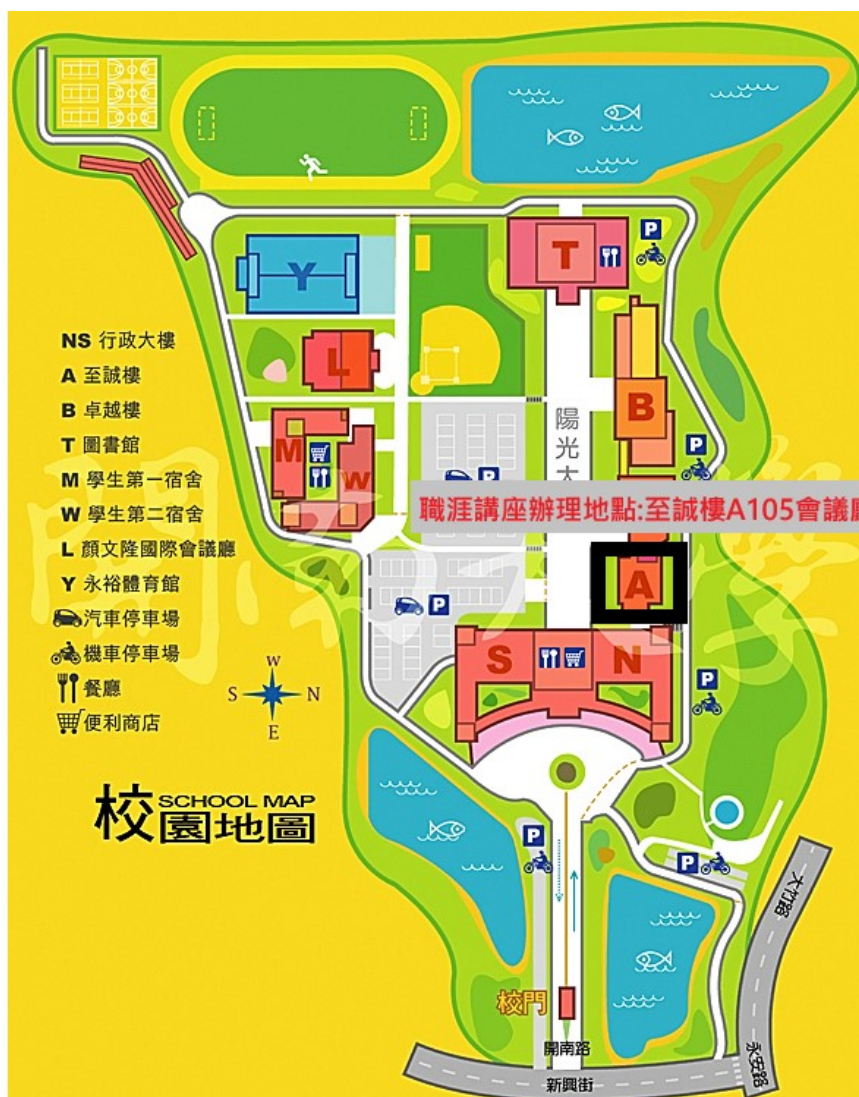 T
P
Y
L
B
陽光大
P
M
W
P
職涯講座辦理地點:至誠樓A105會議
A
P
S
N
P
NS 行政大樓
A 至誠樓
B 卓越樓
T 圖書館
M 學生第一宿舍
W 學生第二宿舍
L 顏文隆國際會議廳
Y 永裕體育館
汽車停車場
機車停車場
餐廳
便利商店
W
S
N
E
校園地圖
SCHOOL MAP
P
P
大竹路
校門
開南路
新興街
永安路
開南大學